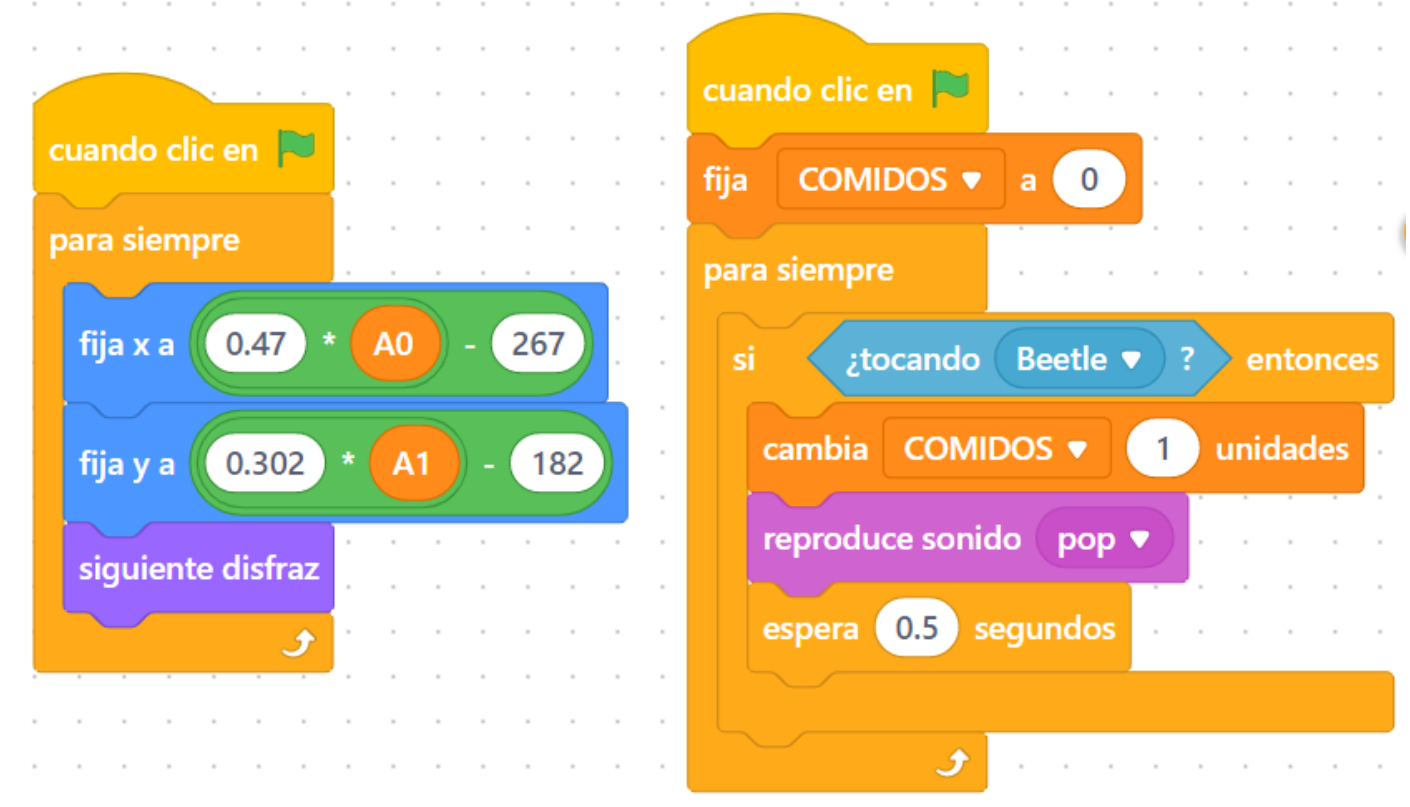 cuando clic en
para siempre
fija x a 0.47 * A0 - 267
fija y a 0.302 * A1 - 182
siguiente disfraz
cuando clic en
fija COMIDOS a 0
para siempre
si ¿tocando Beetle ? entonces
cambia COMIDOS 1 unidades
reproduce sonido pop
espera 0.5 segundos